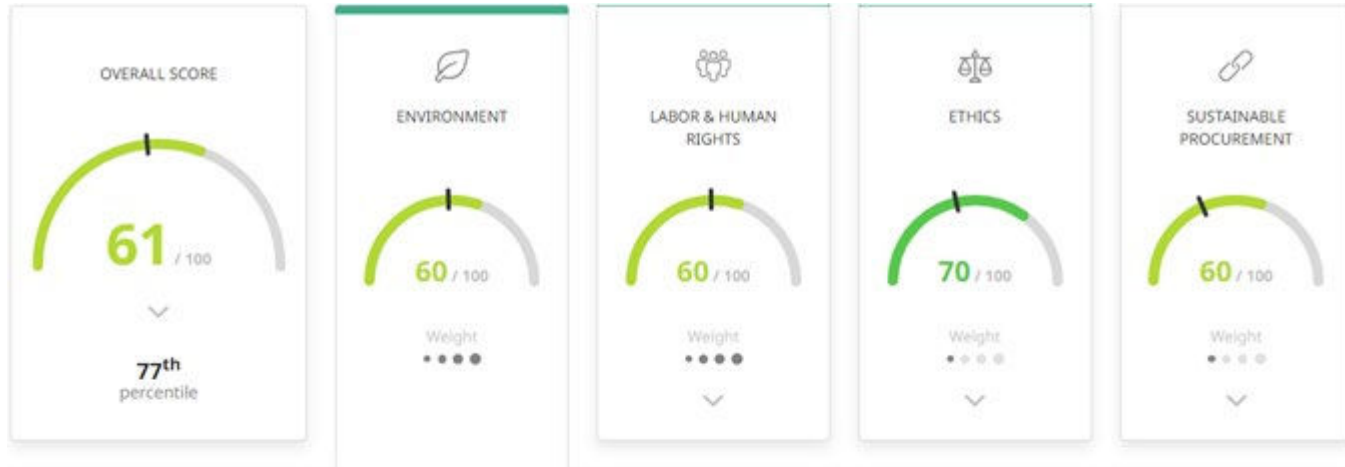 OVERALL SCORE
61 / 100
77th
percentile
ENVIRONMENT
60 / 100
Weight
LABOR & HUMAN
RIGHTS
60 / 100
Weight
ETHICS
70 / 100
Weight
SUSTAINABLE
PROCUREMENT
60 / 100
Weight